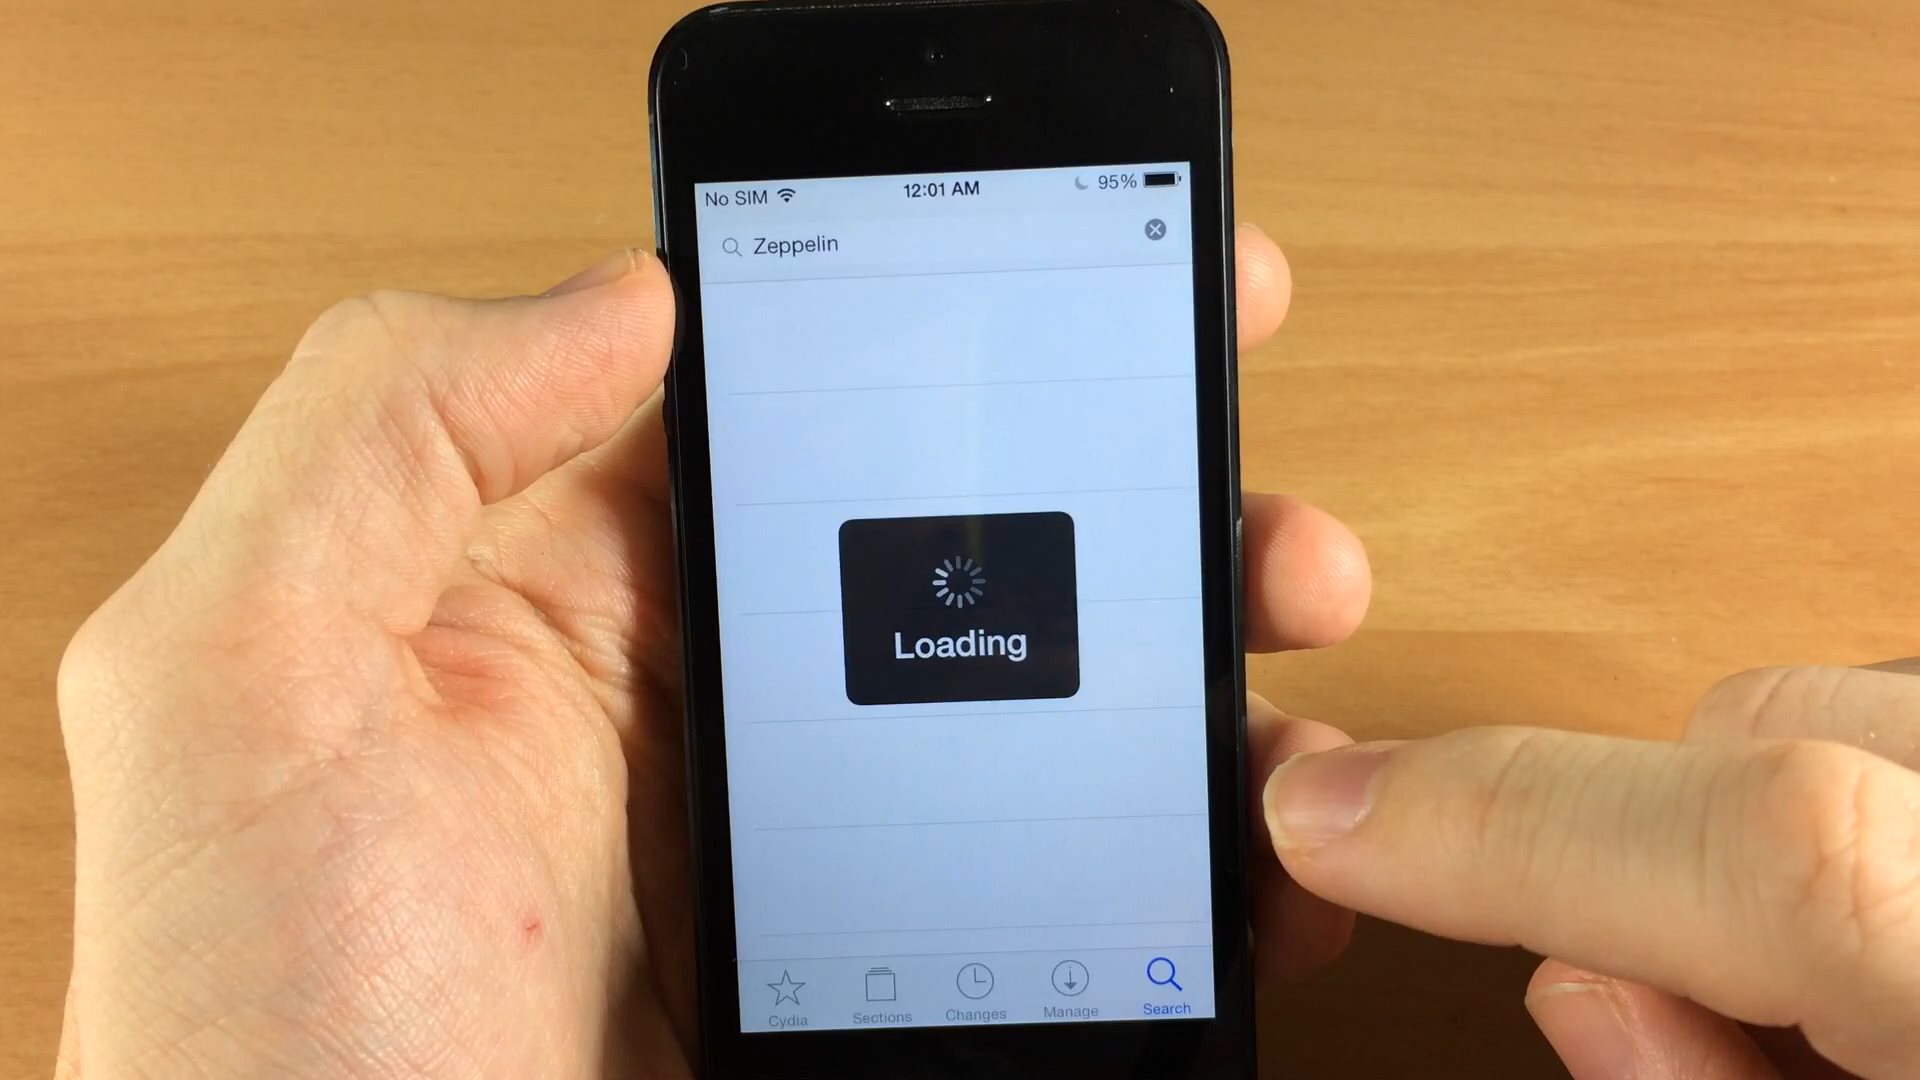 No SIM 12:01 AM 95%
Zeppelin
Loading
Cydia Sections Changes Manage Search